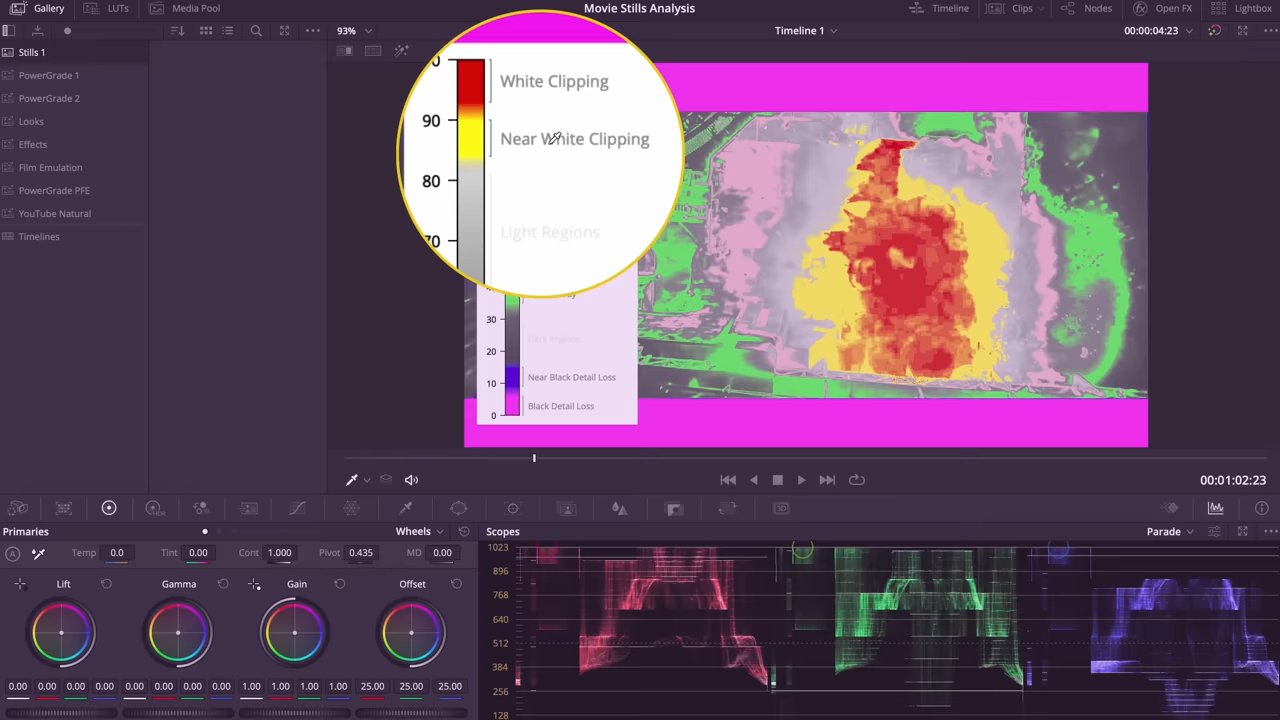 Gallery LUTs Media Pool Movie Stills Analysis Timeline Clips Nodes Open FX Lightbox
93% Timeline 1 00:00:04:23
Stills 1
PowerGrade 1
PowerGrade 2
Looks
Effects
Film Emulation
PowerGrade PFE
YouTube Natural
Timelines
White Clipping
90 Near White Clipping
80
70 Light Regions
30
20 Dark Regions
10 Near Black Detail Loss
0 Black Detail Loss
00:01:02:23
Primaries Wheels Scopes Parade
Temp 0.0 Tint 0.00 Cont 1.000 Pivot 0.435 MD 0.00
Lift Gamma Gain Offset
0.00 0.00 0.00 0.00 0.00 0.00 0.00 0.00 1.00 1.00 1.00 1.00 25.00 25.00 25.00
1023
896
768
640
512
384
256
128